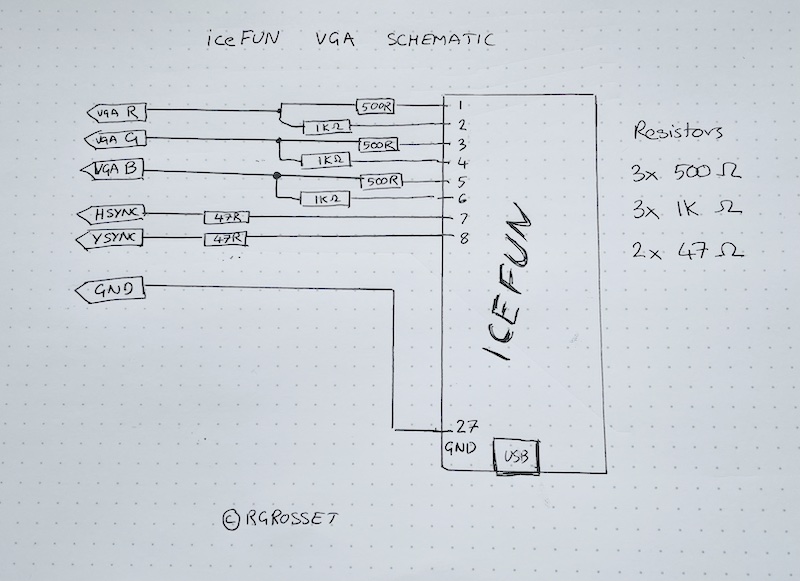 iceFUN VGA SCHEMATIC
VGA R 500R 1
1KΩ 2
VGA G 500R 3
1KΩ 4
VGA B 500R 5
1KΩ 6
HSYNC 47R 7
YSYNC 47R 8
GND
27
GND
USB
ICEFUN
Resistors
3x 500 Ω
3x 1K Ω
2x 47 Ω
© RGROSSET